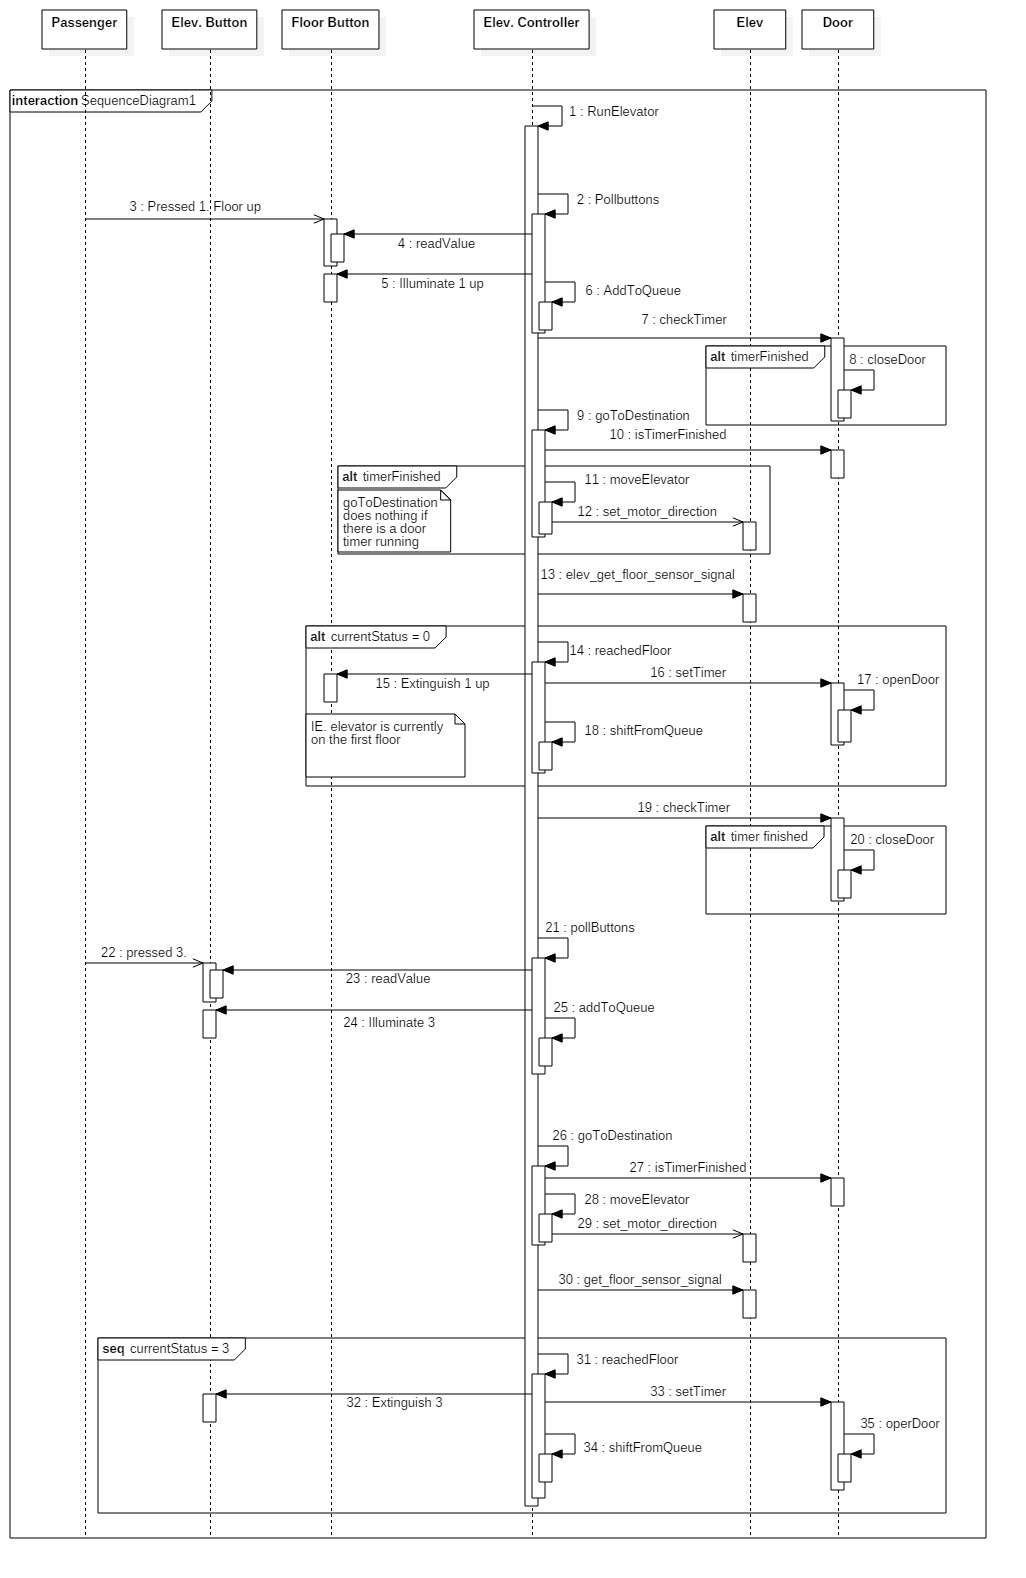 Passenger
Elev. Button
Floor Button
Elev. Controller
Elev
Door
interaction SequenceDiagram1
1 : RunElevator
2 : Pollbuttons
3 : Pressed 1. Floor up
4 : readValue
5 : Illuminate 1 up
6 : AddToQueue
7 : checkTimer
alt timerFinished
8 : closeDoor
9 : goToDestination
10 : isTimerFinished
alt timerFinished
11 : moveElevator
goToDestination
does nothing if
there is a door
timer running
12 : set_motor_direction
13 : elev_get_floor_sensor_signal
alt currentStatus = 0
14 : reachedFloor
15 : Extinguish 1 up
16 : setTimer
17 : openDoor
IE. elevator is currently
on the first floor
18 : shiftFromQueue
19 : checkTimer
alt timer finished
20 : closeDoor
21 : pollButtons
22 : pressed 3.
23 : readValue
24 : Illuminate 3
25 : addToQueue
26 : goToDestination
27 : isTimerFinished
28 : moveElevator
29 : set_motor_direction
30 : get_floor_sensor_signal
seq currentStatus = 3
31 : reachedFloor
32 : Extinguish 3
33 : setTimer
34 : shiftFromQueue
35 : operDoor